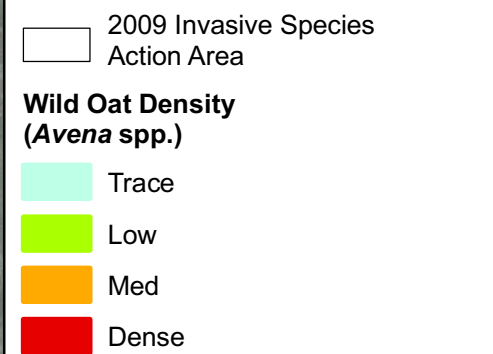 2009 Invasive Species
Action Area
Wild Oat Density
(Avena spp.)
Trace
Low
Med
Dense